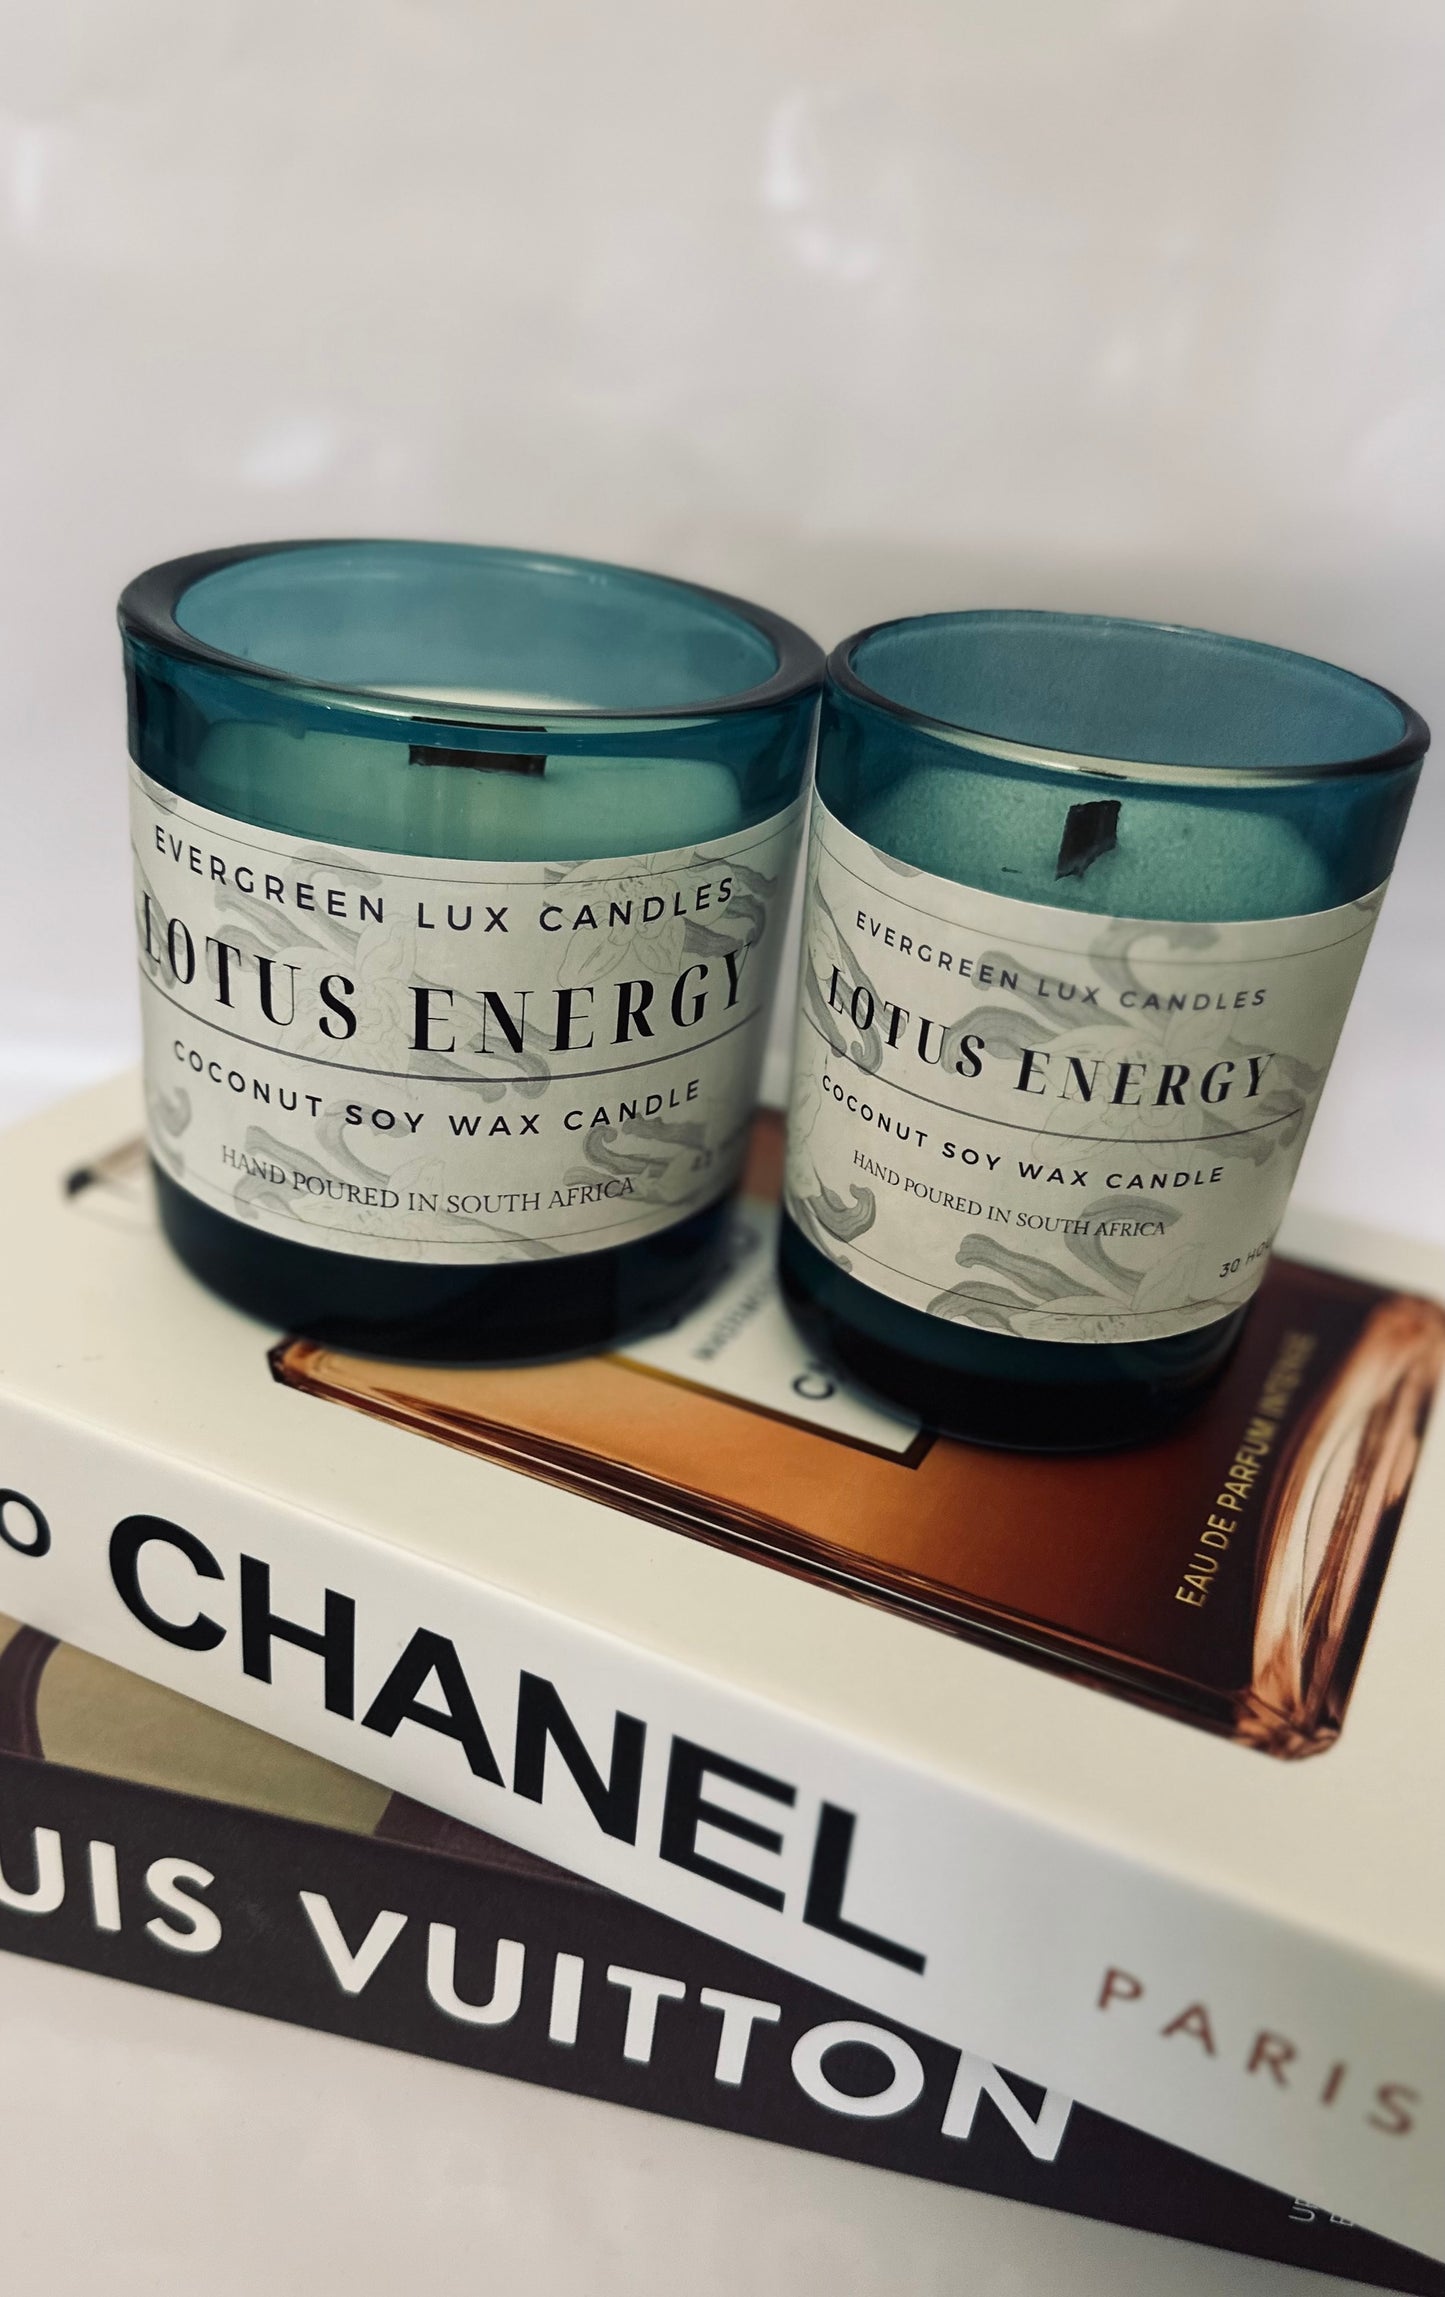 EVERGREEN LUX CANDLES
LOTUS ENERGY
COCONUT SOY WAX CANDLE
HAND POURED IN SOUTH AFRICA
EVERGREEN LUX CANDLES
LOTUS ENERGY
COCONUT SOY WAX CANDLE
HAND POURED IN SOUTH AFRICA
30
EAU DE PARFUM INTENSE
CHANEL
PARIS
UIS VUITTON